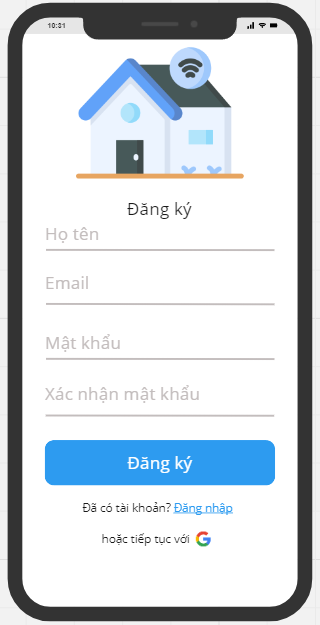 10:31
Đăng ký
Họ tên
Email
Mật khẩu
Xác nhận mật khẩu
Đăng ký
Đã có tài khoản? Đăng nhập
hoặc tiếp tục với